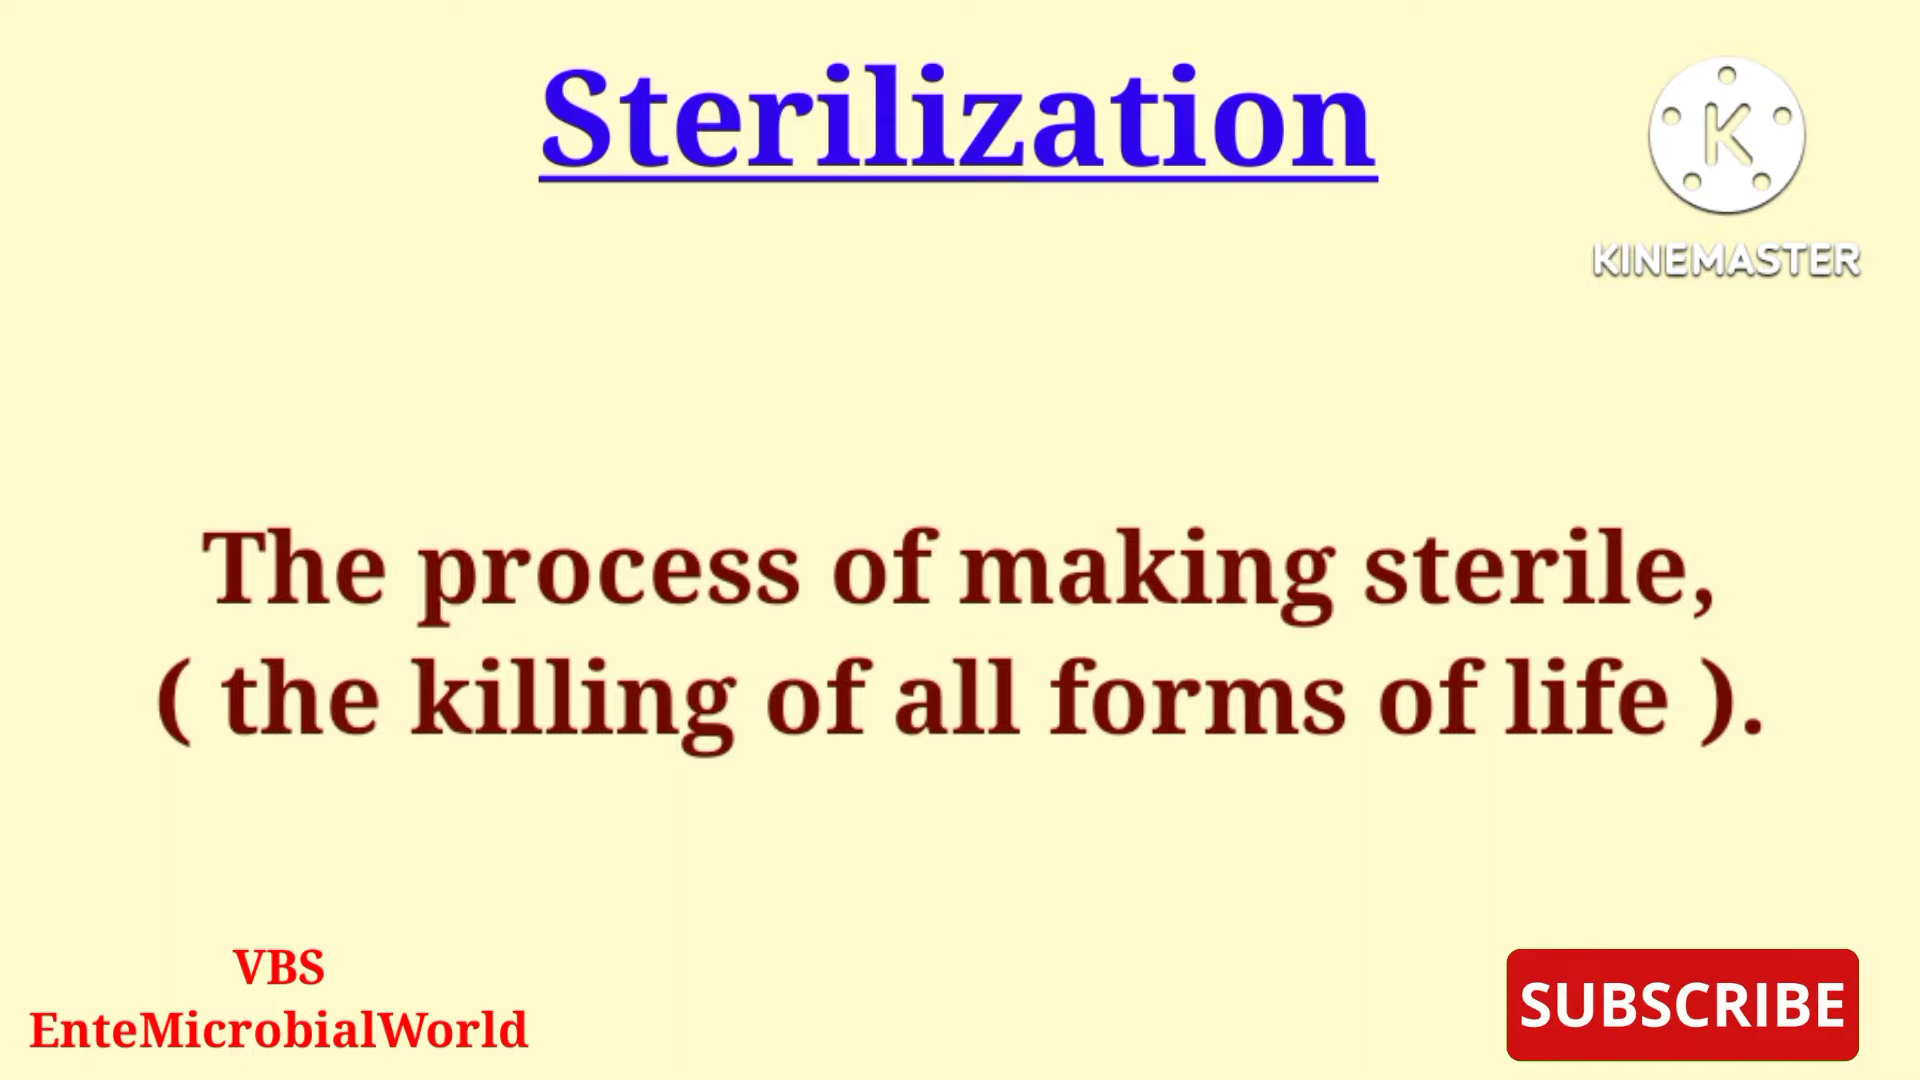 Sterilization
K
KINEMASTER
The process of making sterile,
( the killing of all forms of life ).
VBS
EnteMicrobialWorld
SUBSCRIBE